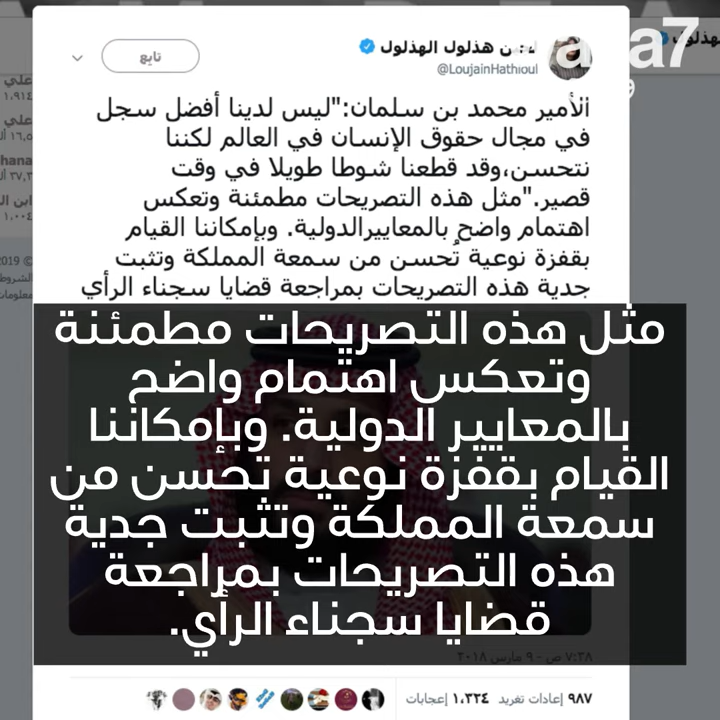 تابع
هذلول الهذلول
@LoujainHathloul
الأمير محمد بن سلمان:"ليس لدينا أفضل سجل
في مجال حقوق الإنسان في العالم لكننا
نتحسن،وقد قطعنا شوطا طويلا في وقت
قصير."مثل هذه التصريحات مطمئنة وتعكس
اهتمام واضح بالمعاييرالدولية. وبإمكاننا القيام
بقفزة نوعية تُحسن من سمعة المملكة وتثبت
جدية هذه التصريحات بمراجعة قضايا سجناء الرأي
مثل هذه التصريحات مطمئنة
وتعكس اهتمام واضح
بالمعايير الدولية. وبإمكاننا
القيام بقفزة نوعية تحسن من
سمعة المملكة وتثبت جدية
هذه التصريحات بمراجعة
قضايا سجناء الرأي.
٧:٣٨ ص - ٩ مارس ٢٠١٨
٩٨٧ إعادات تغريد ١٬٣٢٤ إعجابات